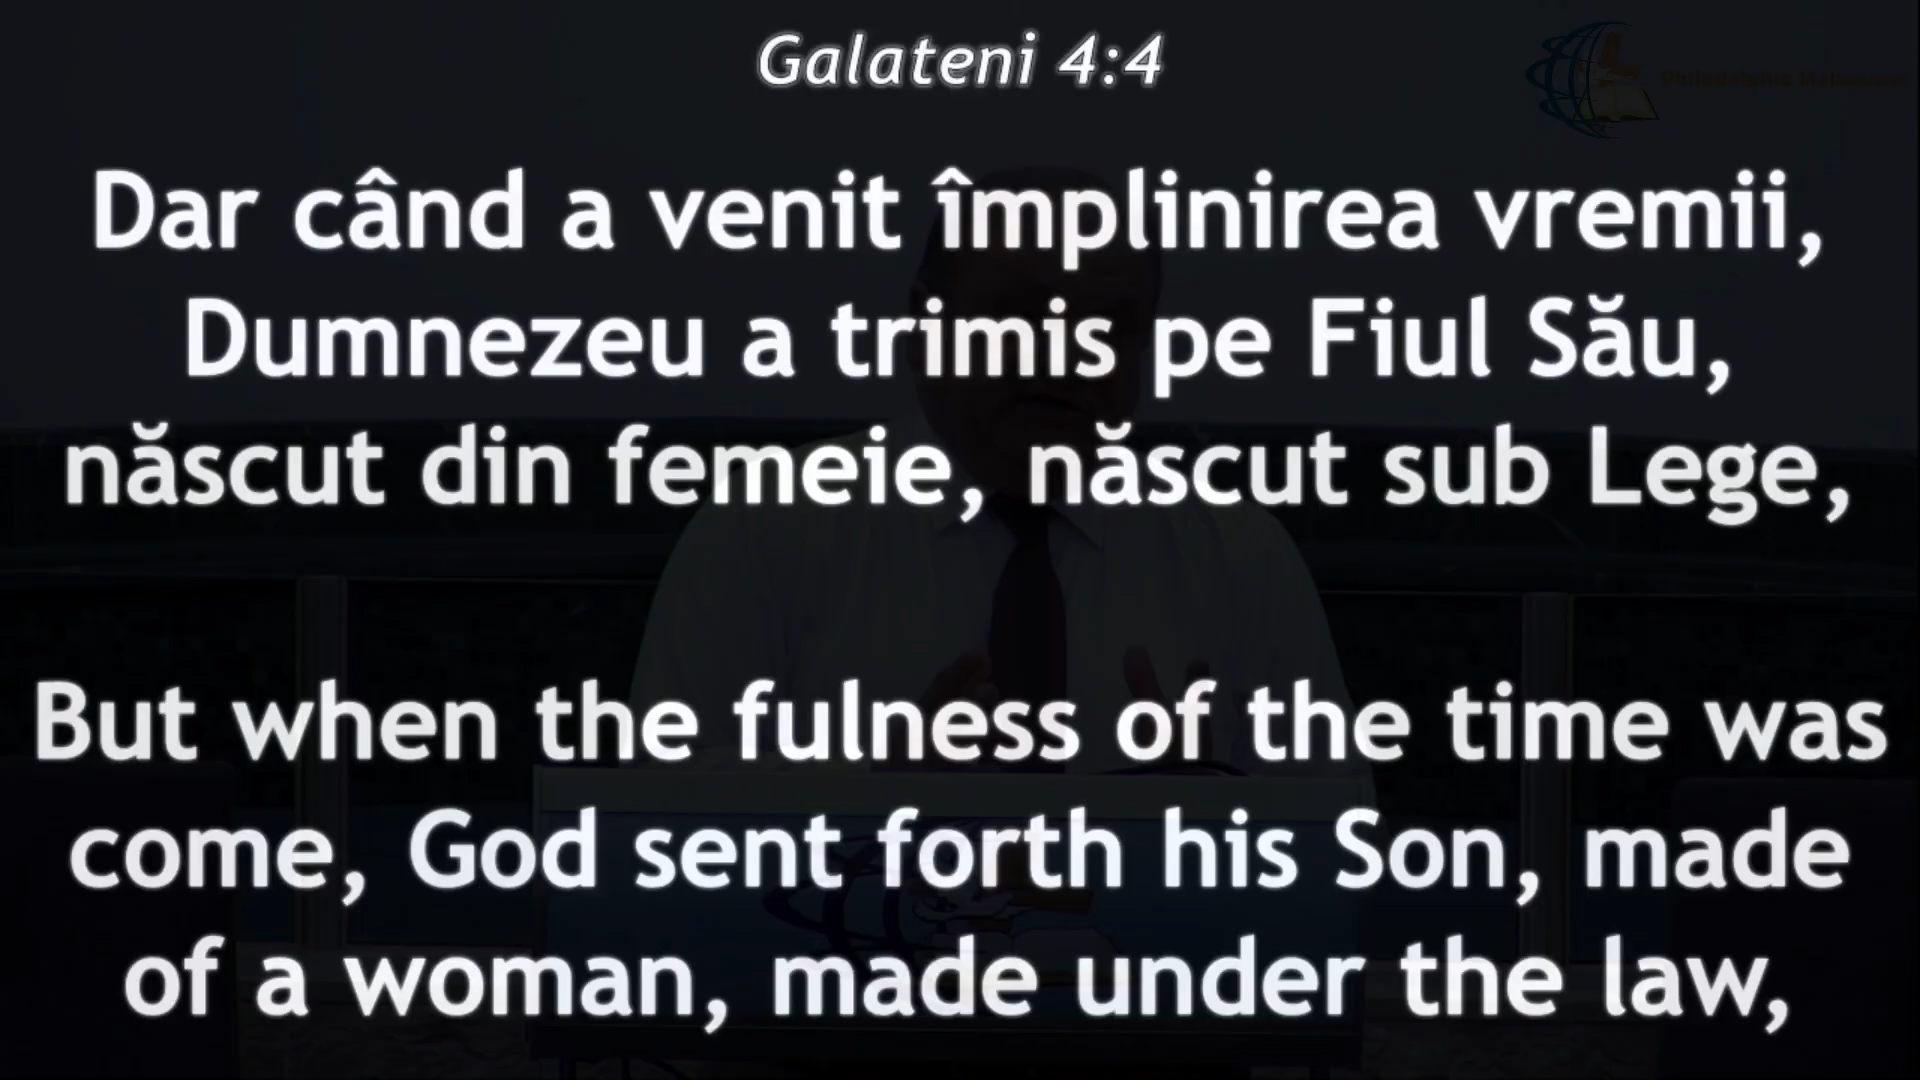 Galateni 4:4
Dar când a venit împlinirea vremii,
Dumnezeu a trimis pe Fiul Său,
născut din femeie, născut sub Lege,
But when the fulness of the time was
come, God sent forth his Son, made
of a woman, made under the law,